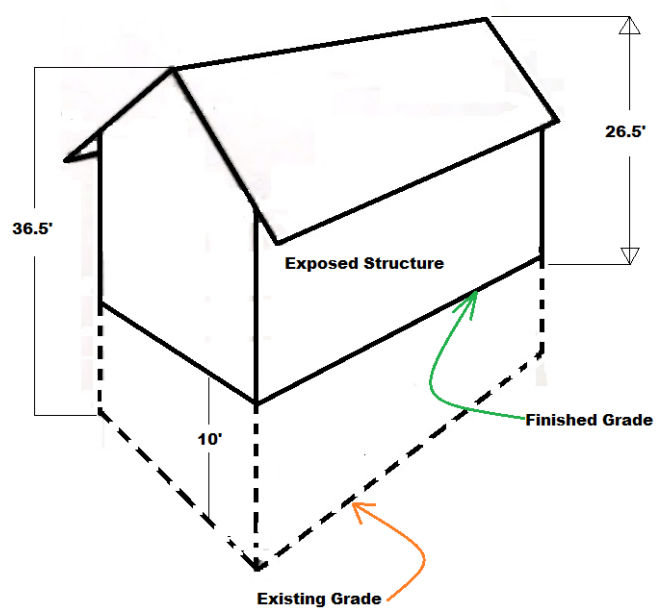 26.5'
36.5'
Exposed Structure
Finished Grade
10'
Existing Grade